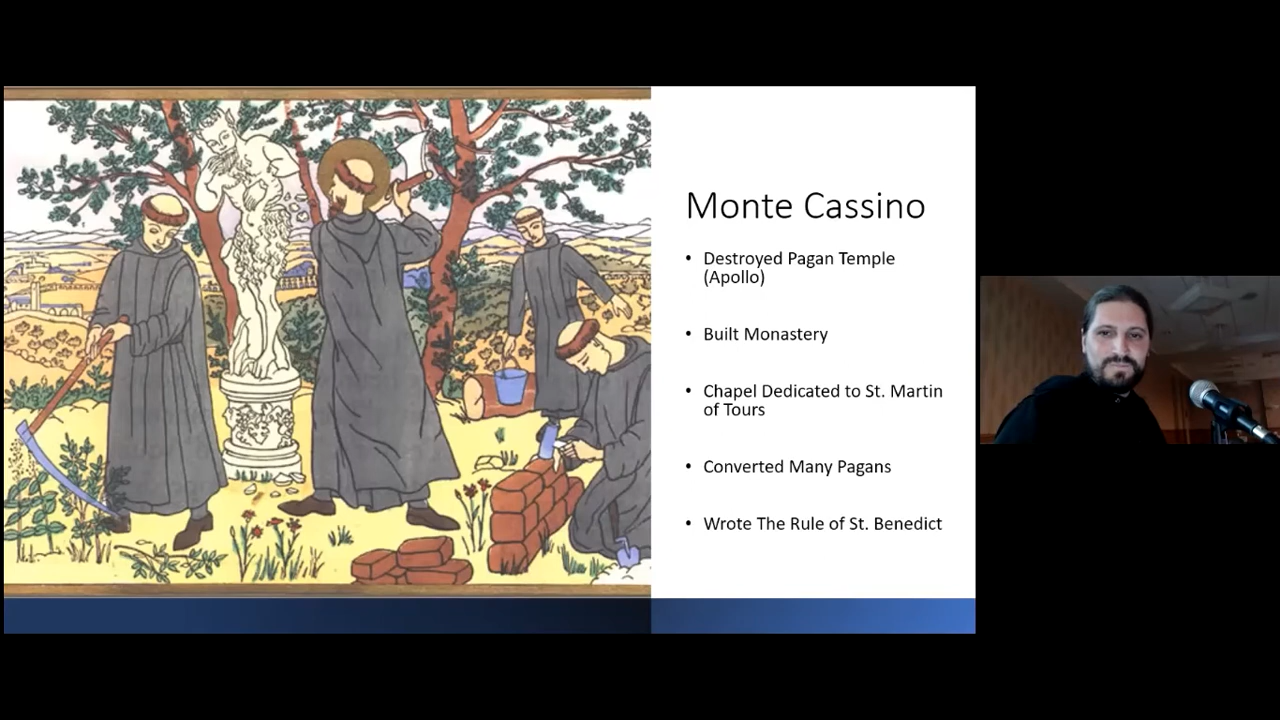 Monte Cassino
• Destroyed Pagan Temple
(Apollo)
• Built Monastery
• Chapel Dedicated to St. Martin
of Tours
• Converted Many Pagans
• Wrote The Rule of St. Benedict